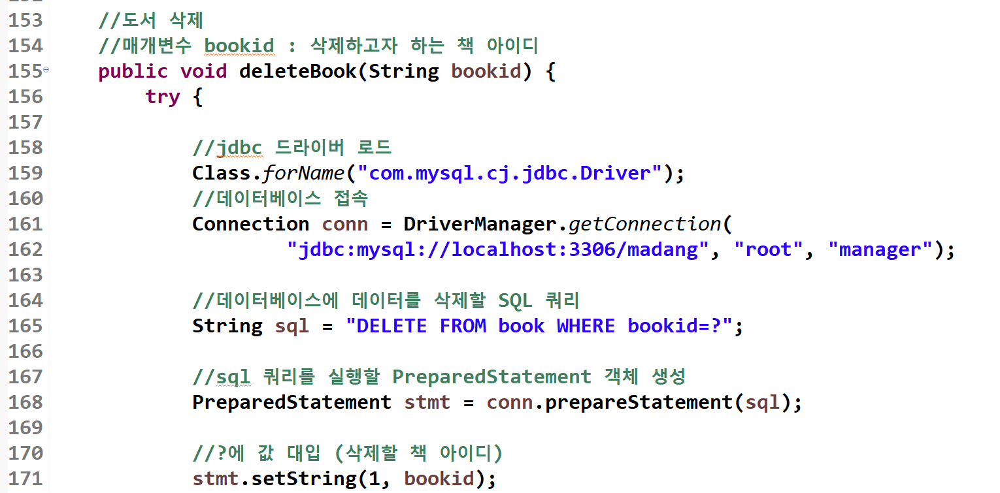 153 //도서 삭제
154 //매개변수 bookid : 삭제하고자 하는 책 아이디
155 public void deleteBook(String bookid) {
156 try {
157
158 //jdbc 드라이버 로드
159 Class.forName("com.mysql.cj.jdbc.Driver");
160 //데이터베이스 접속
161 Connection conn = DriverManager.getConnection(
162 "jdbc:mysql://localhost:3306/madang", "root", "manager");
163
164 //데이터베이스에 데이터를 삭제할 SQL 쿼리
165 String sql = "DELETE FROM book WHERE bookid=?";
166
167 //sql 쿼리를 실행할 PreparedStatement 객체 생성
168 PreparedStatement stmt = conn.prepareStatement(sql);
169
170 //?에 값 대입 (삭제할 책 아이디)
171 stmt.setString(1, bookid);